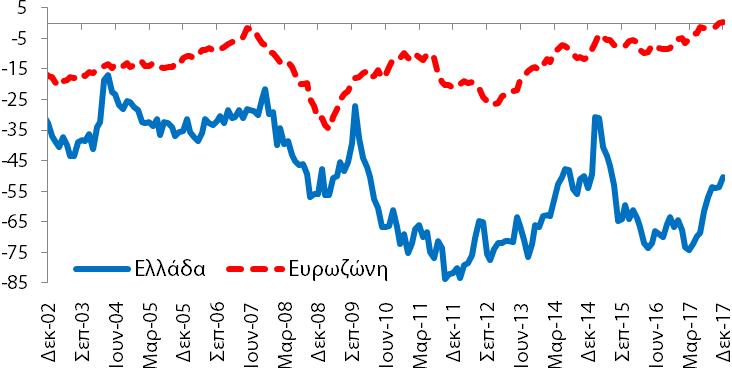 5
-5
-15
-25
-35
-45
-55
-65
-75
-85
Ελλάδα
Ευρωζώνη
Δεκ-02
Σεπ-03
Ιουν-04
Μαρ-05
Δεκ-05
Σεπ-06
Ιουν-07
Μαρ-08
Δεκ-08
Σεπ-09
Ιουν-10
Μαρ-11
Δεκ-11
Σεπ-12
Ιουν-13
Μαρ-14
Δεκ-14
Σεπ-15
Ιουν-16
Μαρ-17
Δεκ-17